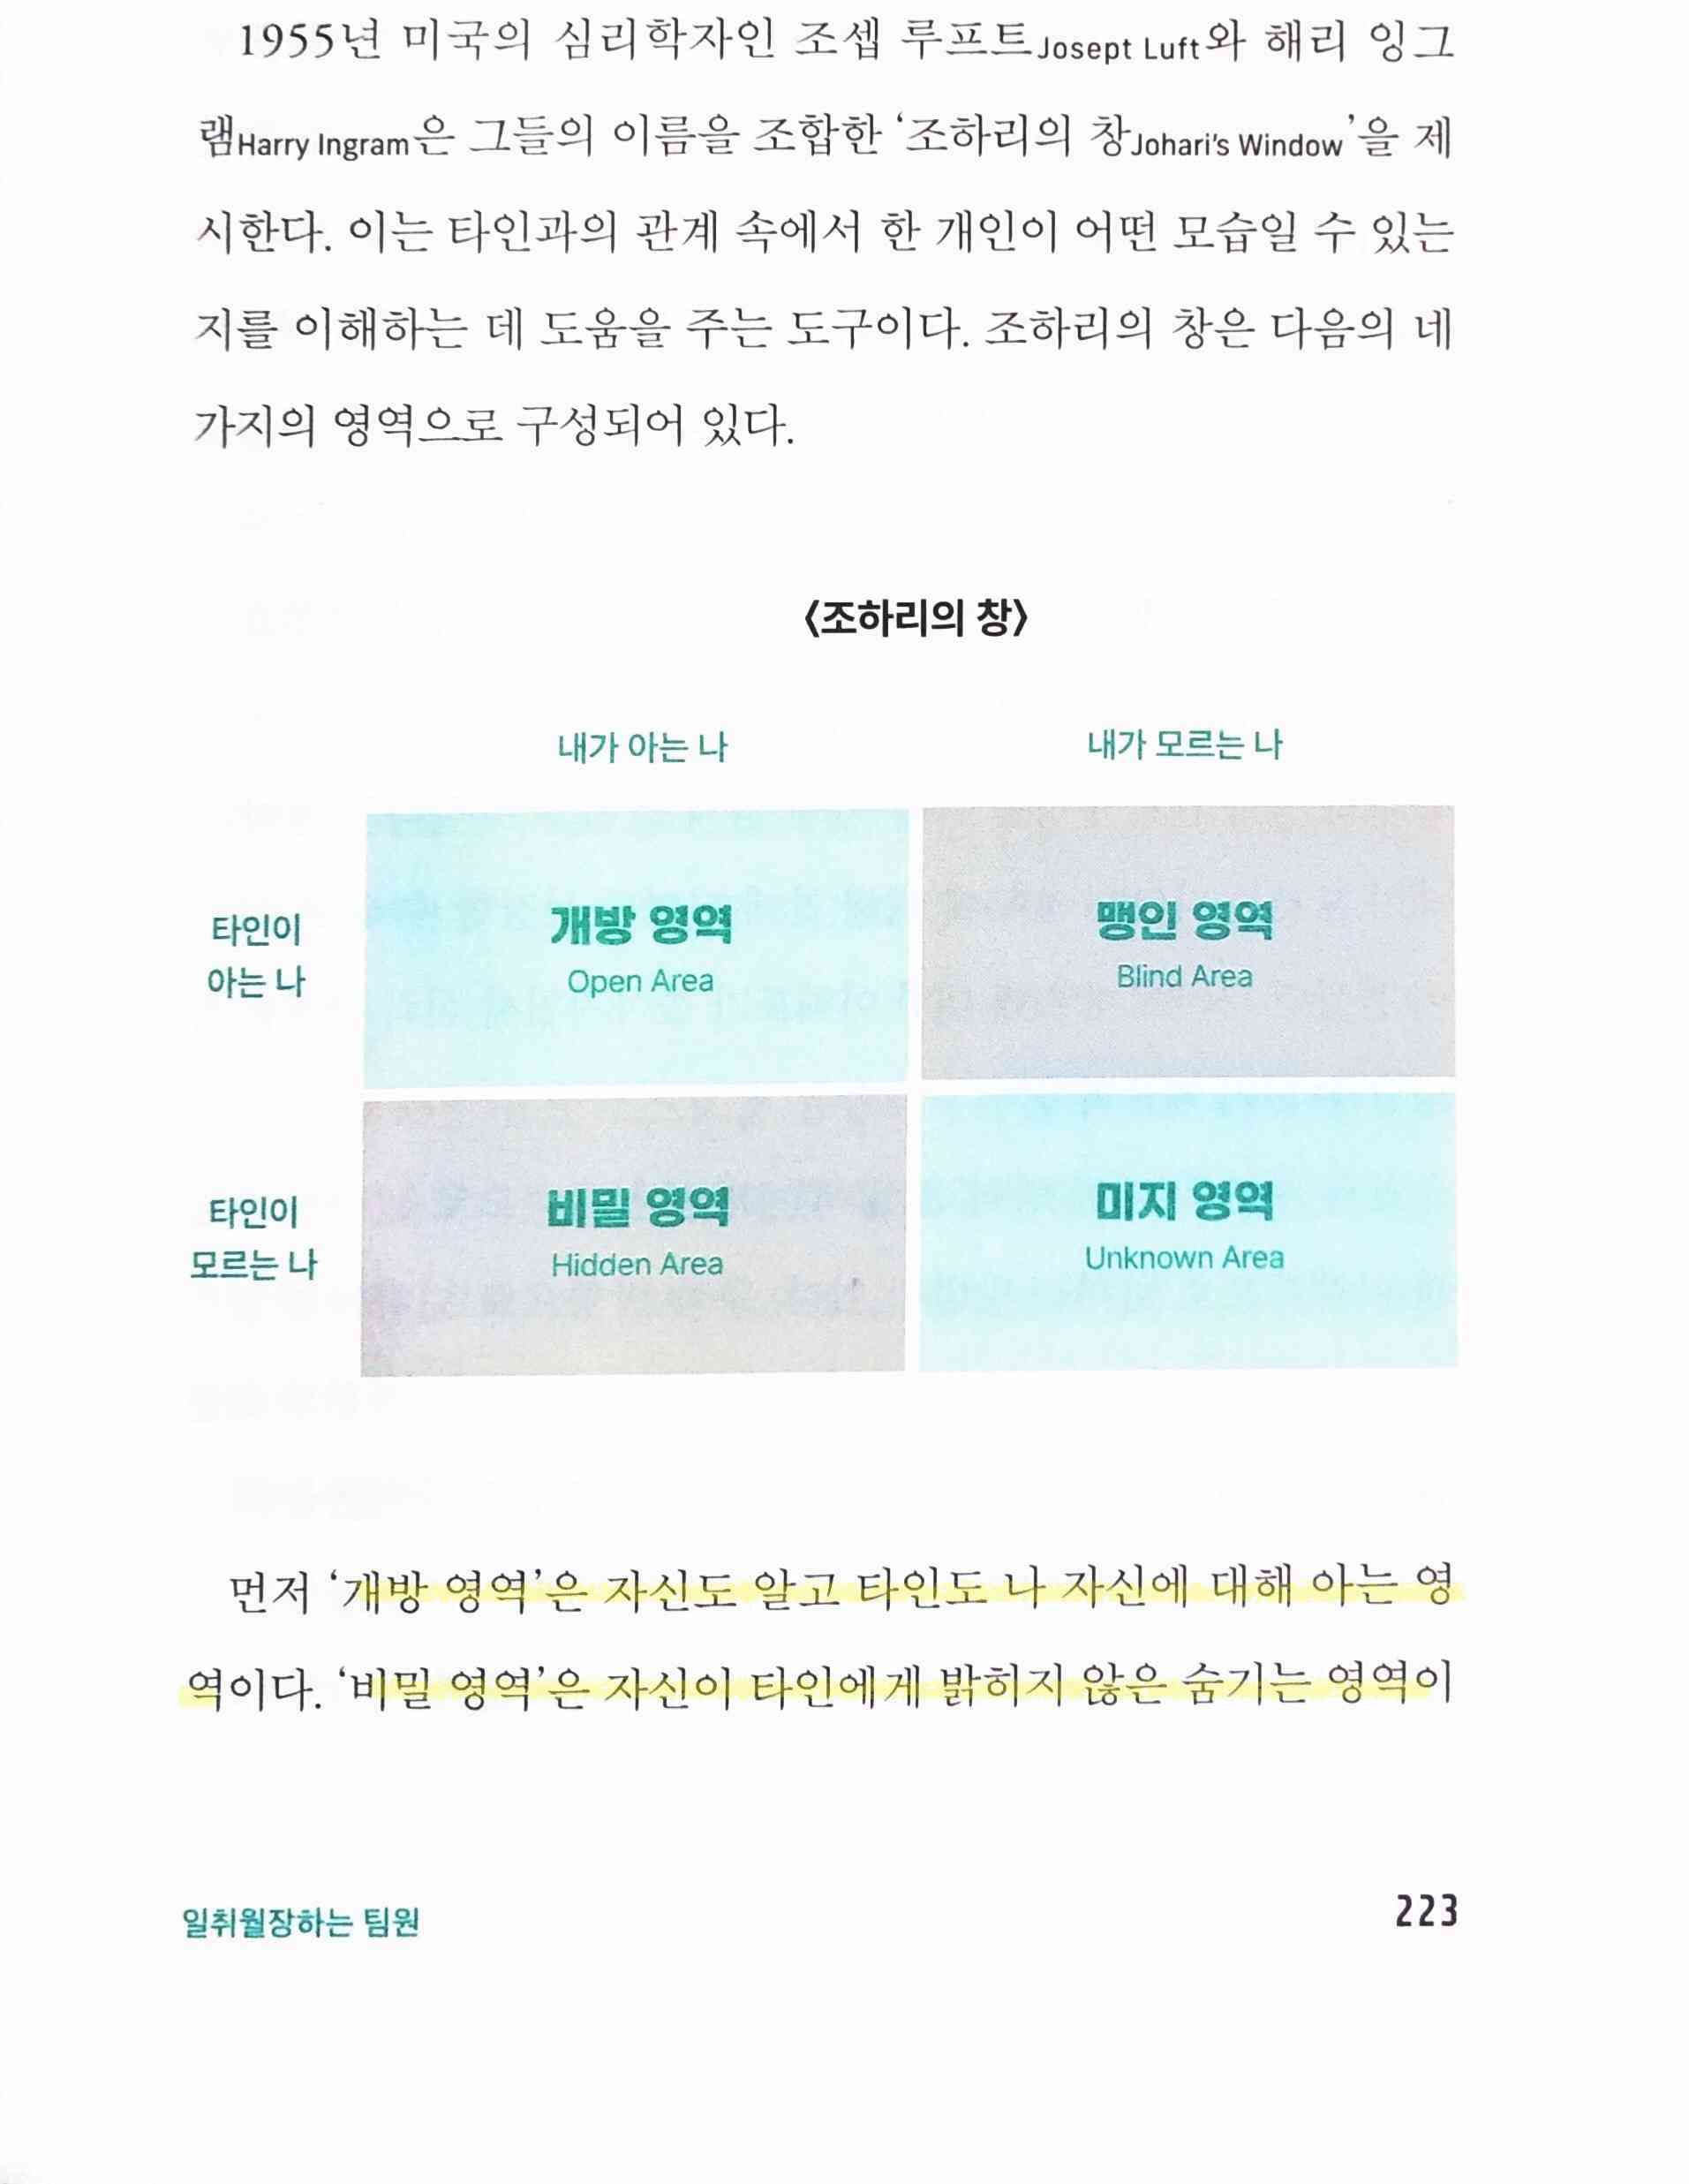 1955년 미국의 심리학자인 조셉 루프트Josept Luft와 해리 잉그
램Harry Ingram은 그들의 이름을 조합한 ‘조하리의 창Johari's Window’을 제
시한다. 이는 타인과의 관계 속에서 한 개인이 어떤 모습일 수 있는
지를 이해하는 데 도움을 주는 도구이다. 조하리의 창은 다음의 네
가지의 영역으로 구성되어 있다.
〈조하리의 창〉
내가 아는 나
내가 모르는 나
타인이
아는 나
개방 영역
Open Area
맹인 영역
Blind Area
타인이
모르는 나
비밀 영역
Hidden Area
미지 영역
Unknown Area
먼저 ‘개방 영역’은 자신도 알고 타인도 나 자신에 대해 아는 영
역이다. ‘비밀 영역’은 자신이 타인에게 밝히지 않은 숨기는 영역이
일취월장하는 팀원
223